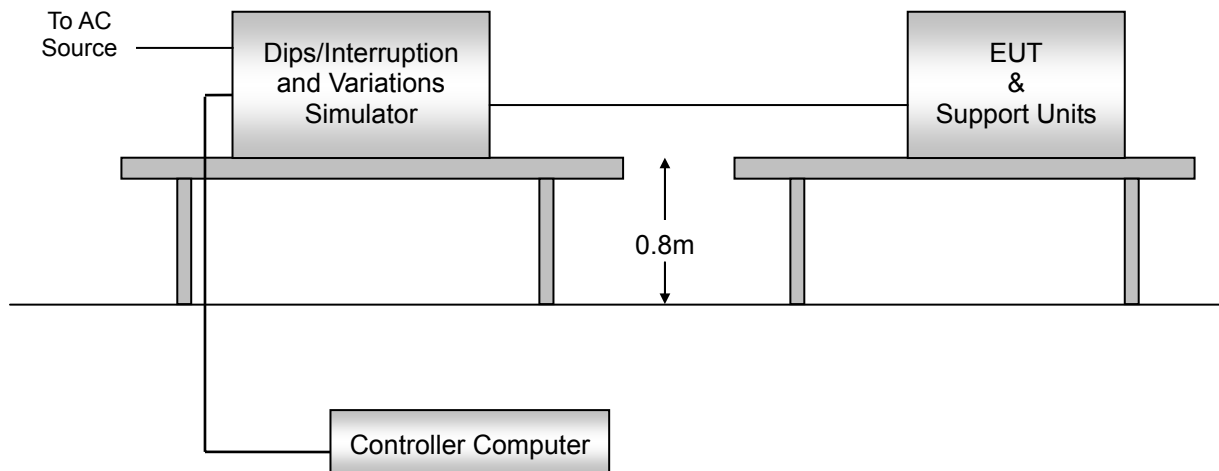 To AC
Source
Dips/Interruption
and Variations
Simulator
EUT
&
Support Units
0.8m
Controller Computer